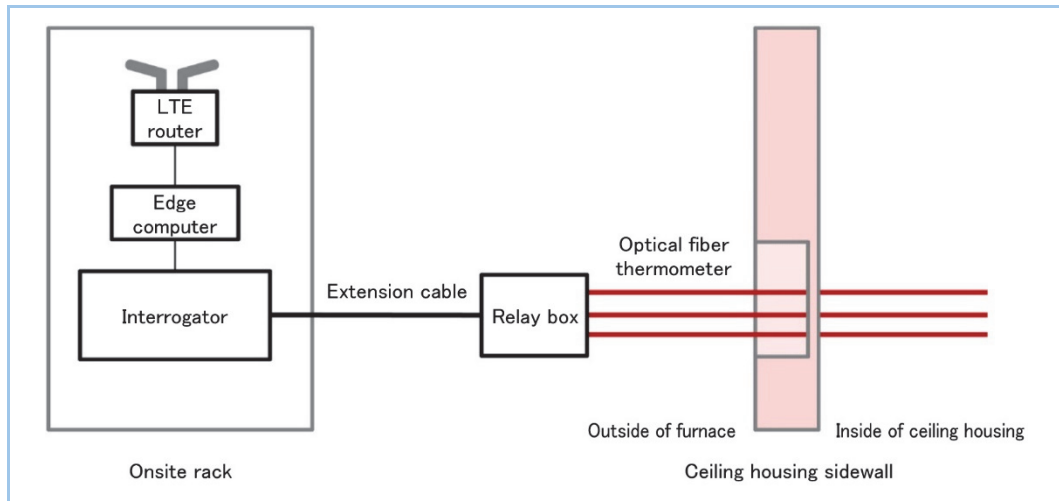 LTE
router
Edge
computer
Interrogator
Extension cable
Relay box
Optical fiber
thermometer
Outside of furnace
Inside of ceiling housing
Onsite rack
Ceiling housing sidewall